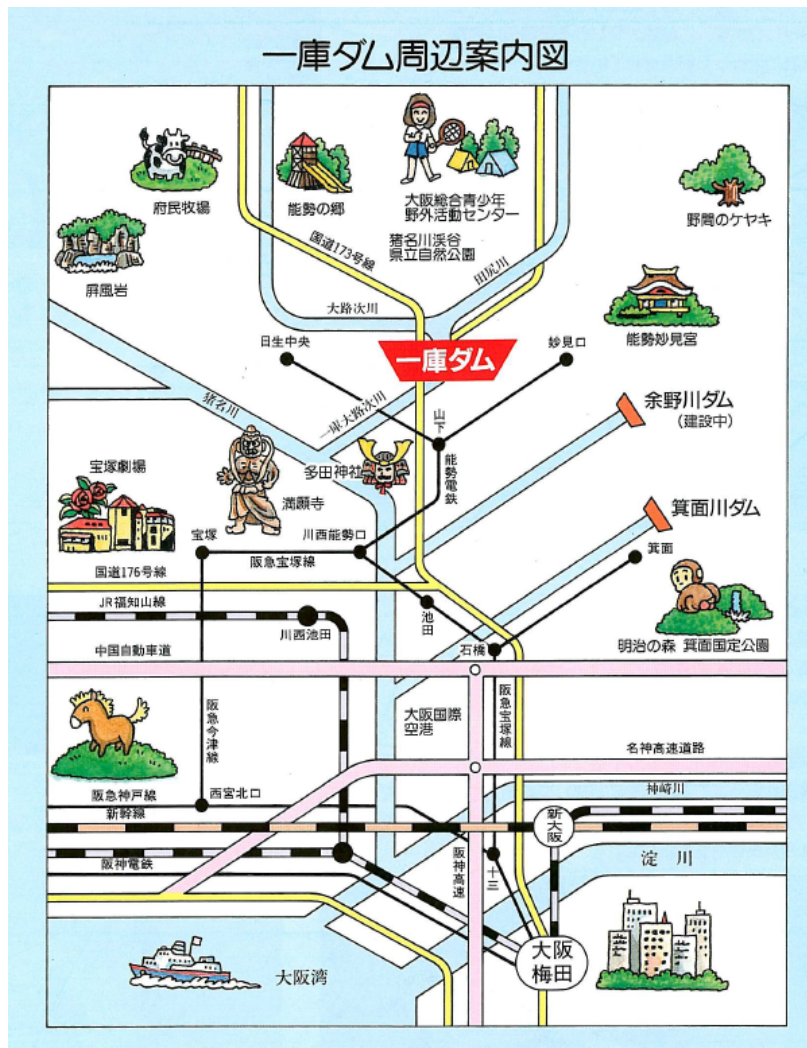 一庫ダム周辺案内図
府民牧場
能勢の郷
大阪総合青少年
野外活動センター
猪名川渓谷
県立自然公園
野間のケヤキ
屏風岩
国道173号線
田尻川
大路次川
能勢妙見宮
日生中央
一庫ダム
妙見口
猪名川
一庫大路次川
山下
余野川ダム
(建設中)
宝塚劇場
満願寺
多田神社
能勢電鉄
箕面川ダム
宝塚
川西能勢口
阪急宝塚線
箕面
国道176号線
JR福知山線
川西池田
池田
石橋
明治の森 箕面国定公園
中国自動車道
阪急今津線
大阪国際
空港
阪急宝塚線
名神高速道路
阪急神戸線
西宮北口
神崎川
新幹線
新大阪
阪神電鉄
阪神高速
十三
淀川
大阪湾
大阪
梅田